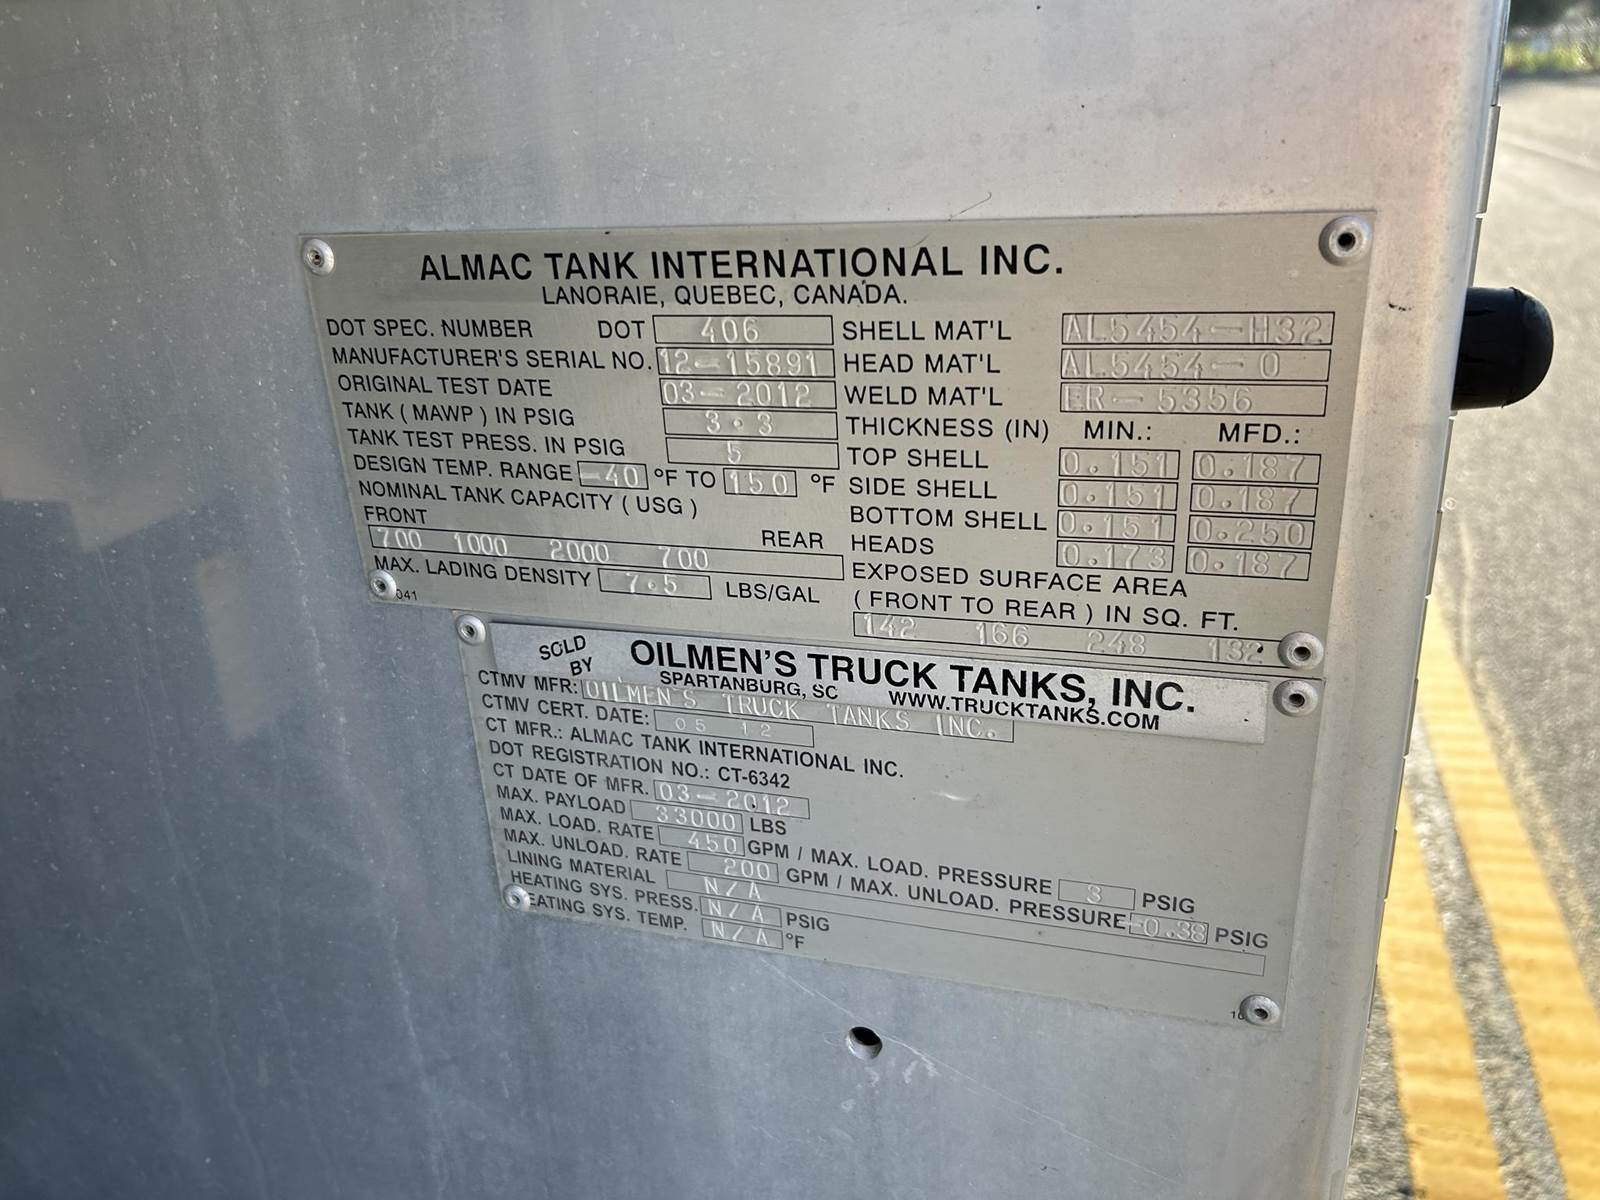 ALMAC TANK INTERNATIONAL INC.
LANORAIE, QUEBEC, CANADA.
DOT SPEC. NUMBER DOT 406
MANUFACTURER'S SERIAL NO. 12-15891
ORIGINAL TEST DATE 03-2012
TANK ( MAWP ) IN PSIG 3.3
TANK TEST PRESS. IN PSIG 5
DESIGN TEMP. RANGE -40 °F TO 150 °F
NOMINAL TANK CAPACITY ( USG )
FRONT REAR
700 1000 2000 700
MAX. LADING DENSITY 7.5 LBS/GAL
041
SHELL MAT'L AL5454-H32
HEAD MAT'L AL5454-0
WELD MAT'L ER-5356
THICKNESS (IN) MIN.: MFD.:
TOP SHELL 0.151 0.187
SIDE SHELL 0.151 0.187
BOTTOM SHELL 0.151 0.250
HEADS 0.173 0.187
EXPOSED SURFACE AREA
( FRONT TO REAR ) IN SQ. FT.
142 166 248 132
SOLD BY OILMEN'S TRUCK TANKS, INC.
SPARTANBURG, SC WWW.TRUCKTANKS.COM
CTMV MFR: OILMEN'S TRUCK TANKS INC.
CTMV CERT. DATE: 05 12
CT MFR.: ALMAC TANK INTERNATIONAL INC.
DOT REGISTRATION NO.: CT-6342
CT DATE OF MFR. 03-2012
MAX. PAYLOAD 33000 LBS
MAX. LOAD. RATE 450 GPM / MAX. LOAD. PRESSURE 3 PSIG
MAX. UNLOAD. RATE 200 GPM / MAX. UNLOAD. PRESSURE -0.38 PSIG
LINING MATERIAL N/A
HEATING SYS. PRESS. N/A PSIG
HEATING SYS. TEMP. N/A °F